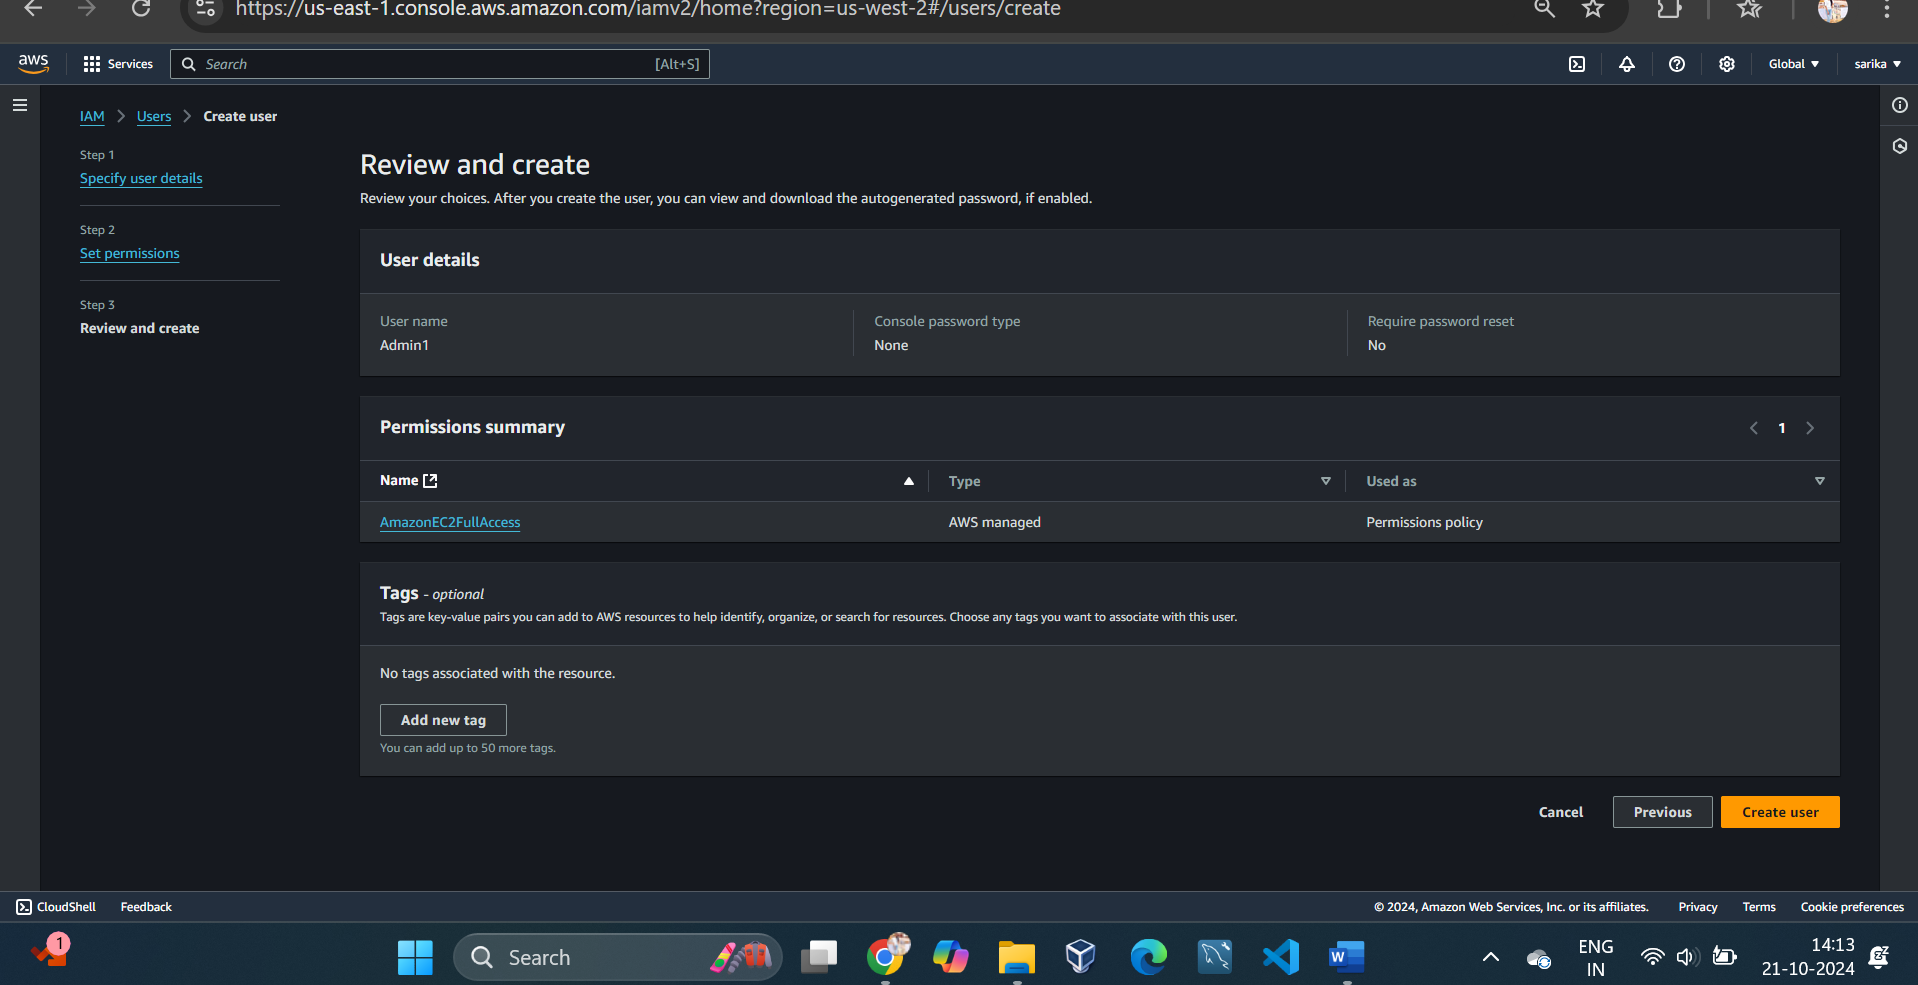 https://us-east-1.console.aws.amazon.com/iamv2/home?region=us-west-2#/users/create
aws
Services
Search
[Alt+S]
Global
sarika
IAM
Users
Create user
Step 1
Specify user details
Step 2
Set permissions
Step 3
Review and create
Review and create
Review your choices. After you create the user, you can view and download the autogenerated password, if enabled.
User details
User name
Console password type
Require password reset
Admin1
None
No
Permissions summary
1
Name
Type
Used as
AmazonEC2FullAccess
AWS managed
Permissions policy
Tags - optional
Tags are key-value pairs you can add to AWS resources to help identify, organize, or search for resources. Choose any tags you want to associate with this user.
No tags associated with the resource.
Add new tag
You can add up to 50 more tags.
Cancel
Previous
Create user
CloudShell
Feedback
© 2024, Amazon Web Services, Inc. or its affiliates.
Privacy
Terms
Cookie preferences
1
Search
W
ENG
IN
14:13
21-10-2024